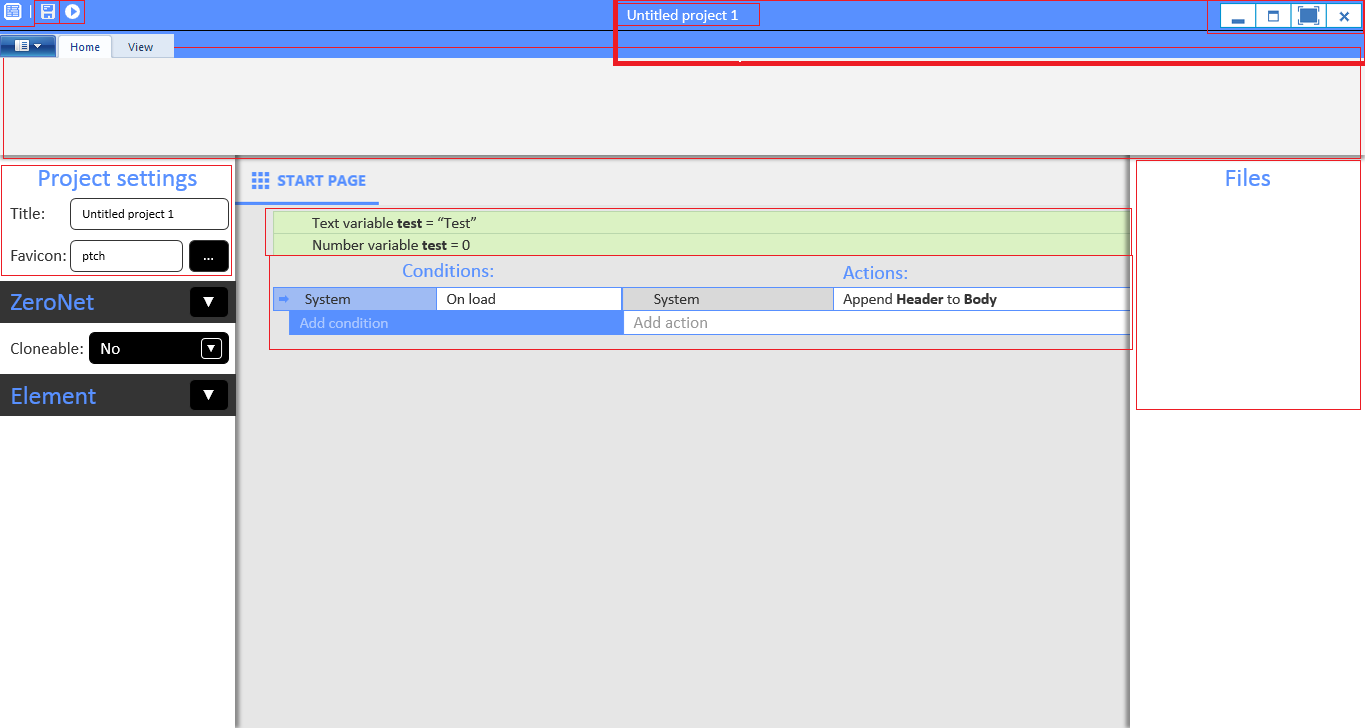 Untitled project 1
Home View
Project settings
Title: Untitled project 1
Favicon: ptch ...
ZeroNet
Cloneable: No
Element
START PAGE
Text variable test = “Test”
Number variable test = 0
Conditions: Actions:
System On load System Append Header to Body
Add condition Add action
Files